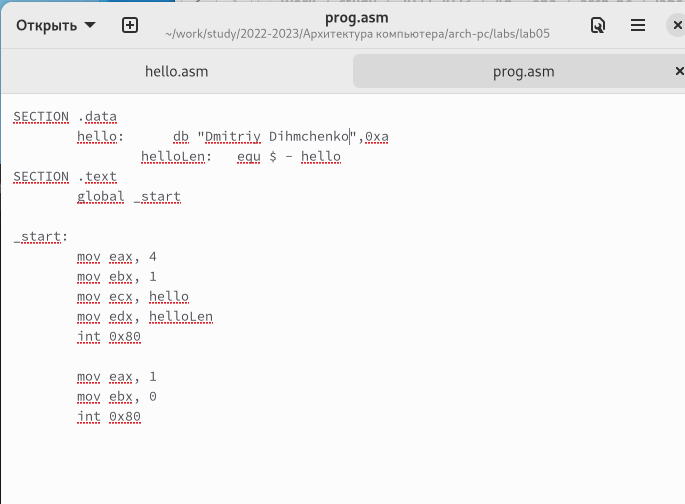 Открыть
prog.asm
~/work/study/2022-2023/Архитектура компьютера/arch-pc/labs/lab05
hello.asm
prog.asm
SECTION .data
hello: db "Dmitriy Dihmchenko",0xa
helloLen: equ $ - hello
SECTION .text
global _start
_start:
mov eax, 4
mov ebx, 1
mov ecx, hello
mov edx, helloLen
int 0x80
mov eax, 1
mov ebx, 0
int 0x80